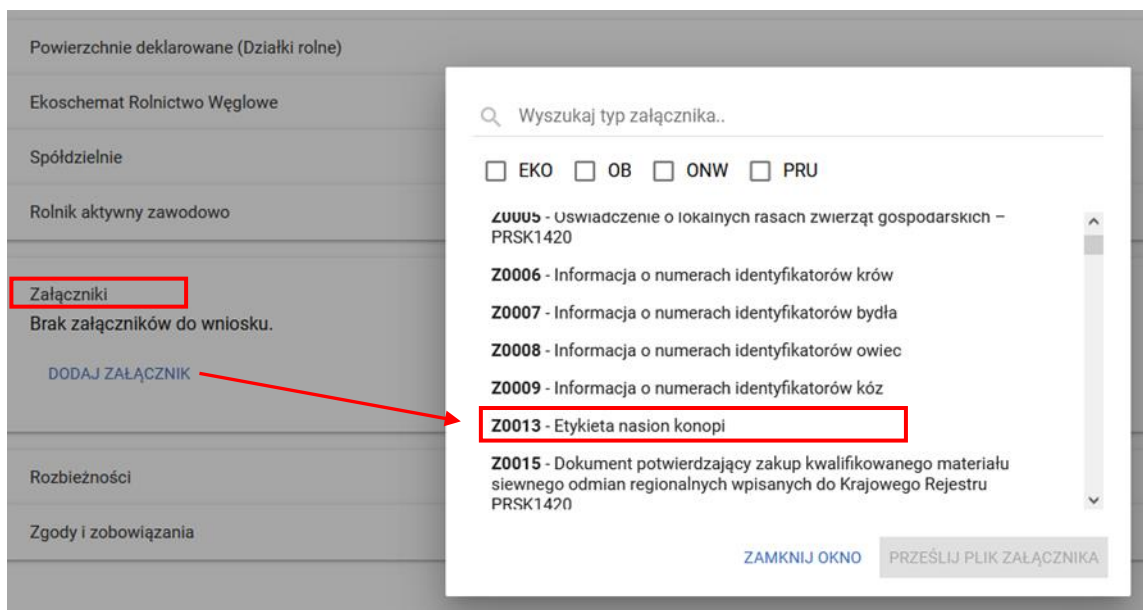 Powierzchnie deklarowane (Działki rolne)
Ekoschemat Rolnictwo Węglowe
Spółdzielnie
Rolnik aktywny zawodowo
Załączniki
Brak załączników do wniosku.
DODAJ ZAŁĄCZNIK
Rozbieżności
Zgody i zobowiązania
Wyszukaj typ załącznika..
EKO OB ONW PRU
Z0005 - Oświadczenie o lokalnych rasach zwierząt gospodarskich –
PRSK1420
Z0006 - Informacja o numerach identyfikatorów krów
Z0007 - Informacja o numerach identyfikatorów bydła
Z0008 - Informacja o numerach identyfikatorów owiec
Z0009 - Informacja o numerach identyfikatorów kóz
Z0013 - Etykieta nasion konopi
Z0015 - Dokument potwierdzający zakup kwalifikowanego materiału
siewnego odmian regionalnych wpisanych do Krajowego Rejestru
PRSK1420
ZAMKNIJ OKNO PRZEŚLIJ PLIK ZAŁĄCZNIKA